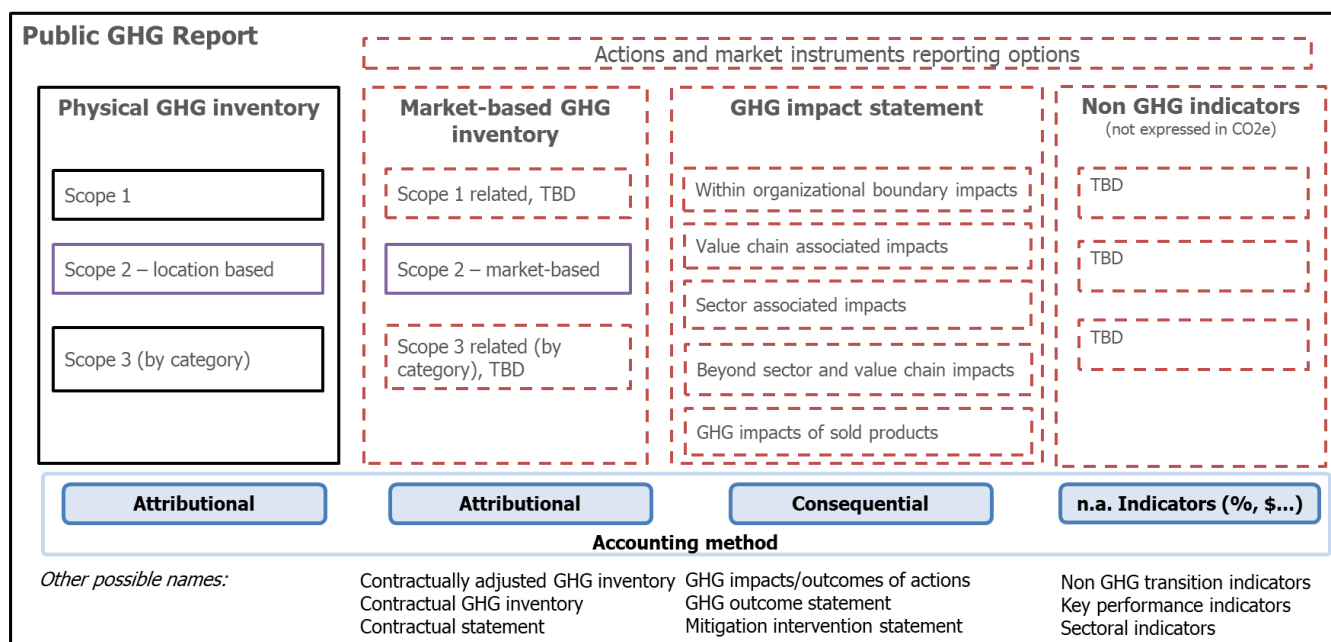 Public GHG Report
Actions and market instruments reporting options
Physical GHG inventory
Scope 1
Scope 2 – location based
Scope 3 (by category)
Market-based GHG
inventory
Scope 1 related, TBD
Scope 2 – market-based
Scope 3 related (by
category), TBD
GHG impact statement
Within organizational boundary impacts
Value chain associated impacts
Sector associated impacts
Beyond sector and value chain impacts
GHG impacts of sold products
Non GHG indicators
(not expressed in CO2e)
TBD
TBD
TBD
Attributional
Attributional
Consequential
n.a. Indicators (%, $...)
Accounting method
Other possible names:
Contractually adjusted GHG inventory
Contractual GHG inventory
Contractual statement
GHG impacts/outcomes of actions
GHG outcome statement
Mitigation intervention statement
Non GHG transition indicators
Key performance indicators
Sectoral indicators